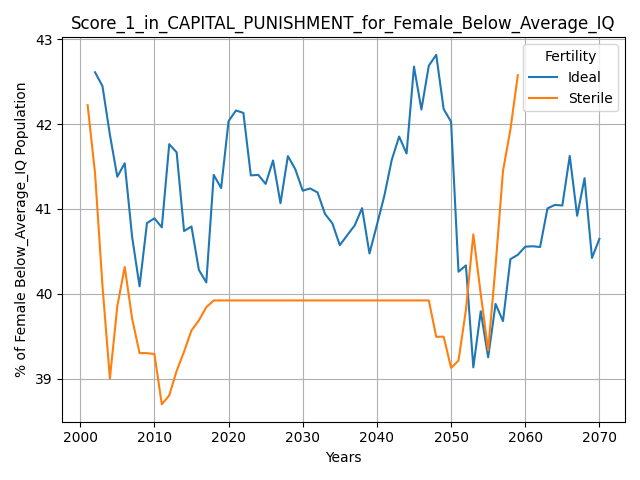 Score_1_in_CAPITAL_PUNISHMENT_for_Female_Below_Average_IQ
43
42
41
40
39
% of Female Below_Average_IQ Population
Fertility
Ideal
Sterile
2000 2010 2020 2030 2040 2050 2060 2070
Years